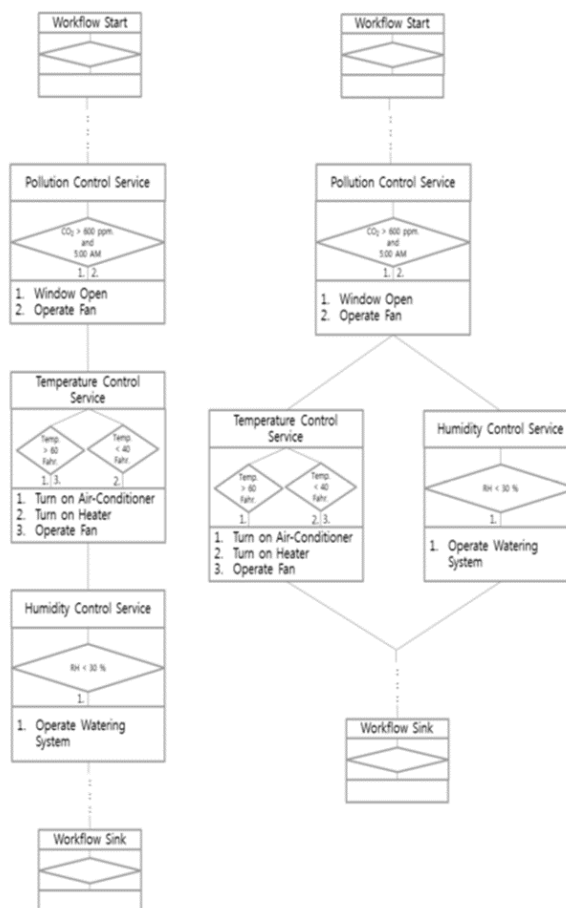 Workflow Start
Pollution Control Service
CO₂ > 600 ppm.
and
5:00 AM
1. 2.
1. Window Open
2. Operate Fan
Temperature Control
Service
Temp.
> 60
Fahr.
Temp.
< 40
Fahr.
1. 3.
2.
1. Turn on Air-Conditioner
2. Turn on Heater
3. Operate Fan
Humidity Control Service
RH < 30 %
1.
1. Operate Watering
System
Workflow Sink
Workflow Start
Pollution Control Service
CO₂ > 600 ppm.
and
5:00 AM
1. 2.
1. Window Open
2. Operate Fan
Temperature Control
Service
Temp.
> 60
Fahr.
Temp.
< 40
Fahr.
1.
2. 3.
1. Turn on Air-Conditioner
2. Turn on Heater
3. Operate Fan
Humidity Control Service
RH < 30 %
1.
1. Operate Watering
System
Workflow Sink